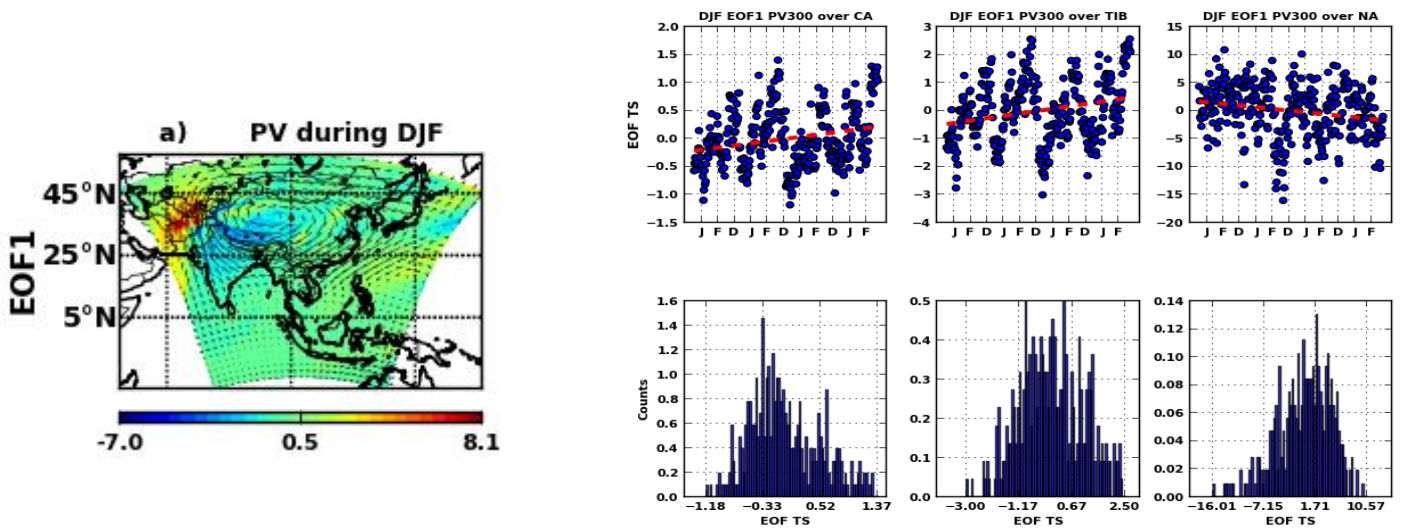 a) PV during DJF
EOF1
45°N
25°N
5°N
-7.0 0.5 8.1
DJF EOF1 PV300 over CA
EOF TS
2.0
1.5
1.0
0.5
0.0
−0.5
−1.0
−1.5
J F D J F D J F D J F
DJF EOF1 PV300 over TIB
3
2
1
0
−1
−2
−3
−4
J F D J F D J F D J F
DJF EOF1 PV300 over NA
15
10
5
0
−5
−10
−15
−20
J F D J F D J F D J F
Counts
1.6
1.4
1.2
1.0
0.8
0.6
0.4
0.2
0.0
−1.18 −0.33 0.52 1.37
EOF TS
0.5
0.4
0.3
0.2
0.1
0.0
−3.00 −1.17 0.67 2.50
EOF TS
0.14
0.12
0.10
0.08
0.06
0.04
0.02
0.00
−16.01 −7.15 1.71 10.57
EOF TS